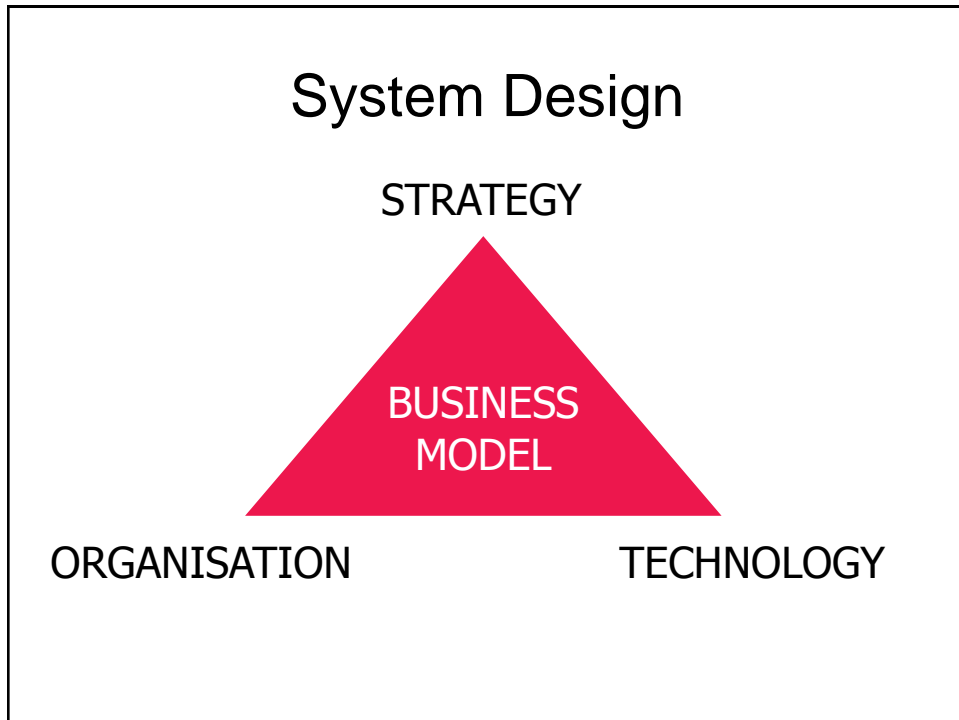 System Design
STRATEGY
BUSINESS
MODEL
ORGANISATION
TECHNOLOGY